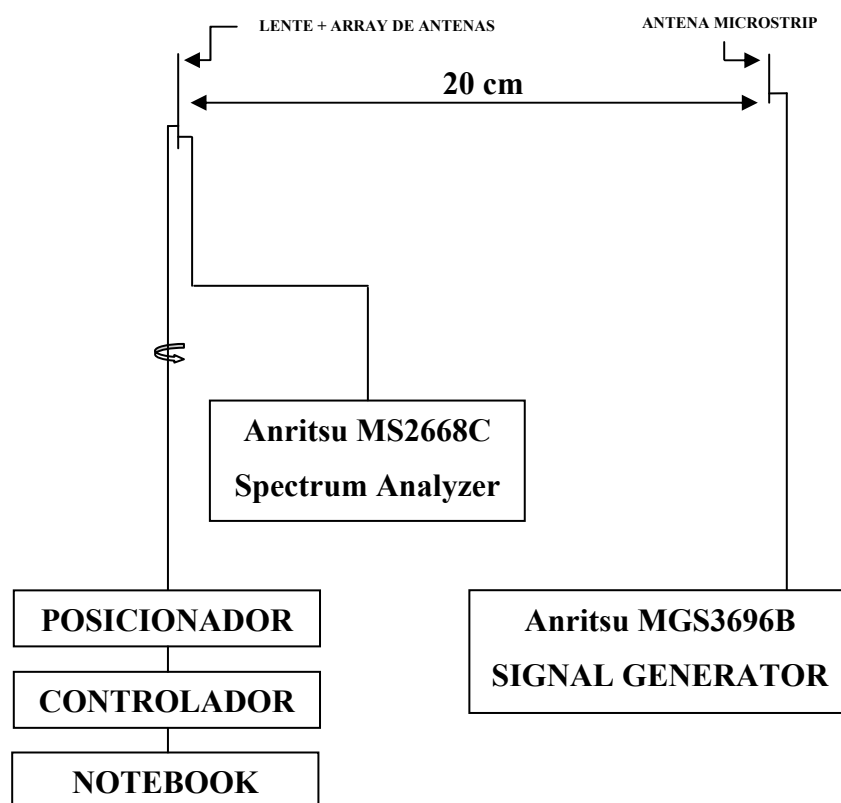 LENTE + ARRAY DE ANTENAS
ANTENA MICROSTRIP
20 cm
Anritsu MS2668C
Spectrum Analyzer
POSICIONADOR
CONTROLADOR
NOTEBOOK
Anritsu MGS3696B
SIGNAL GENERATOR